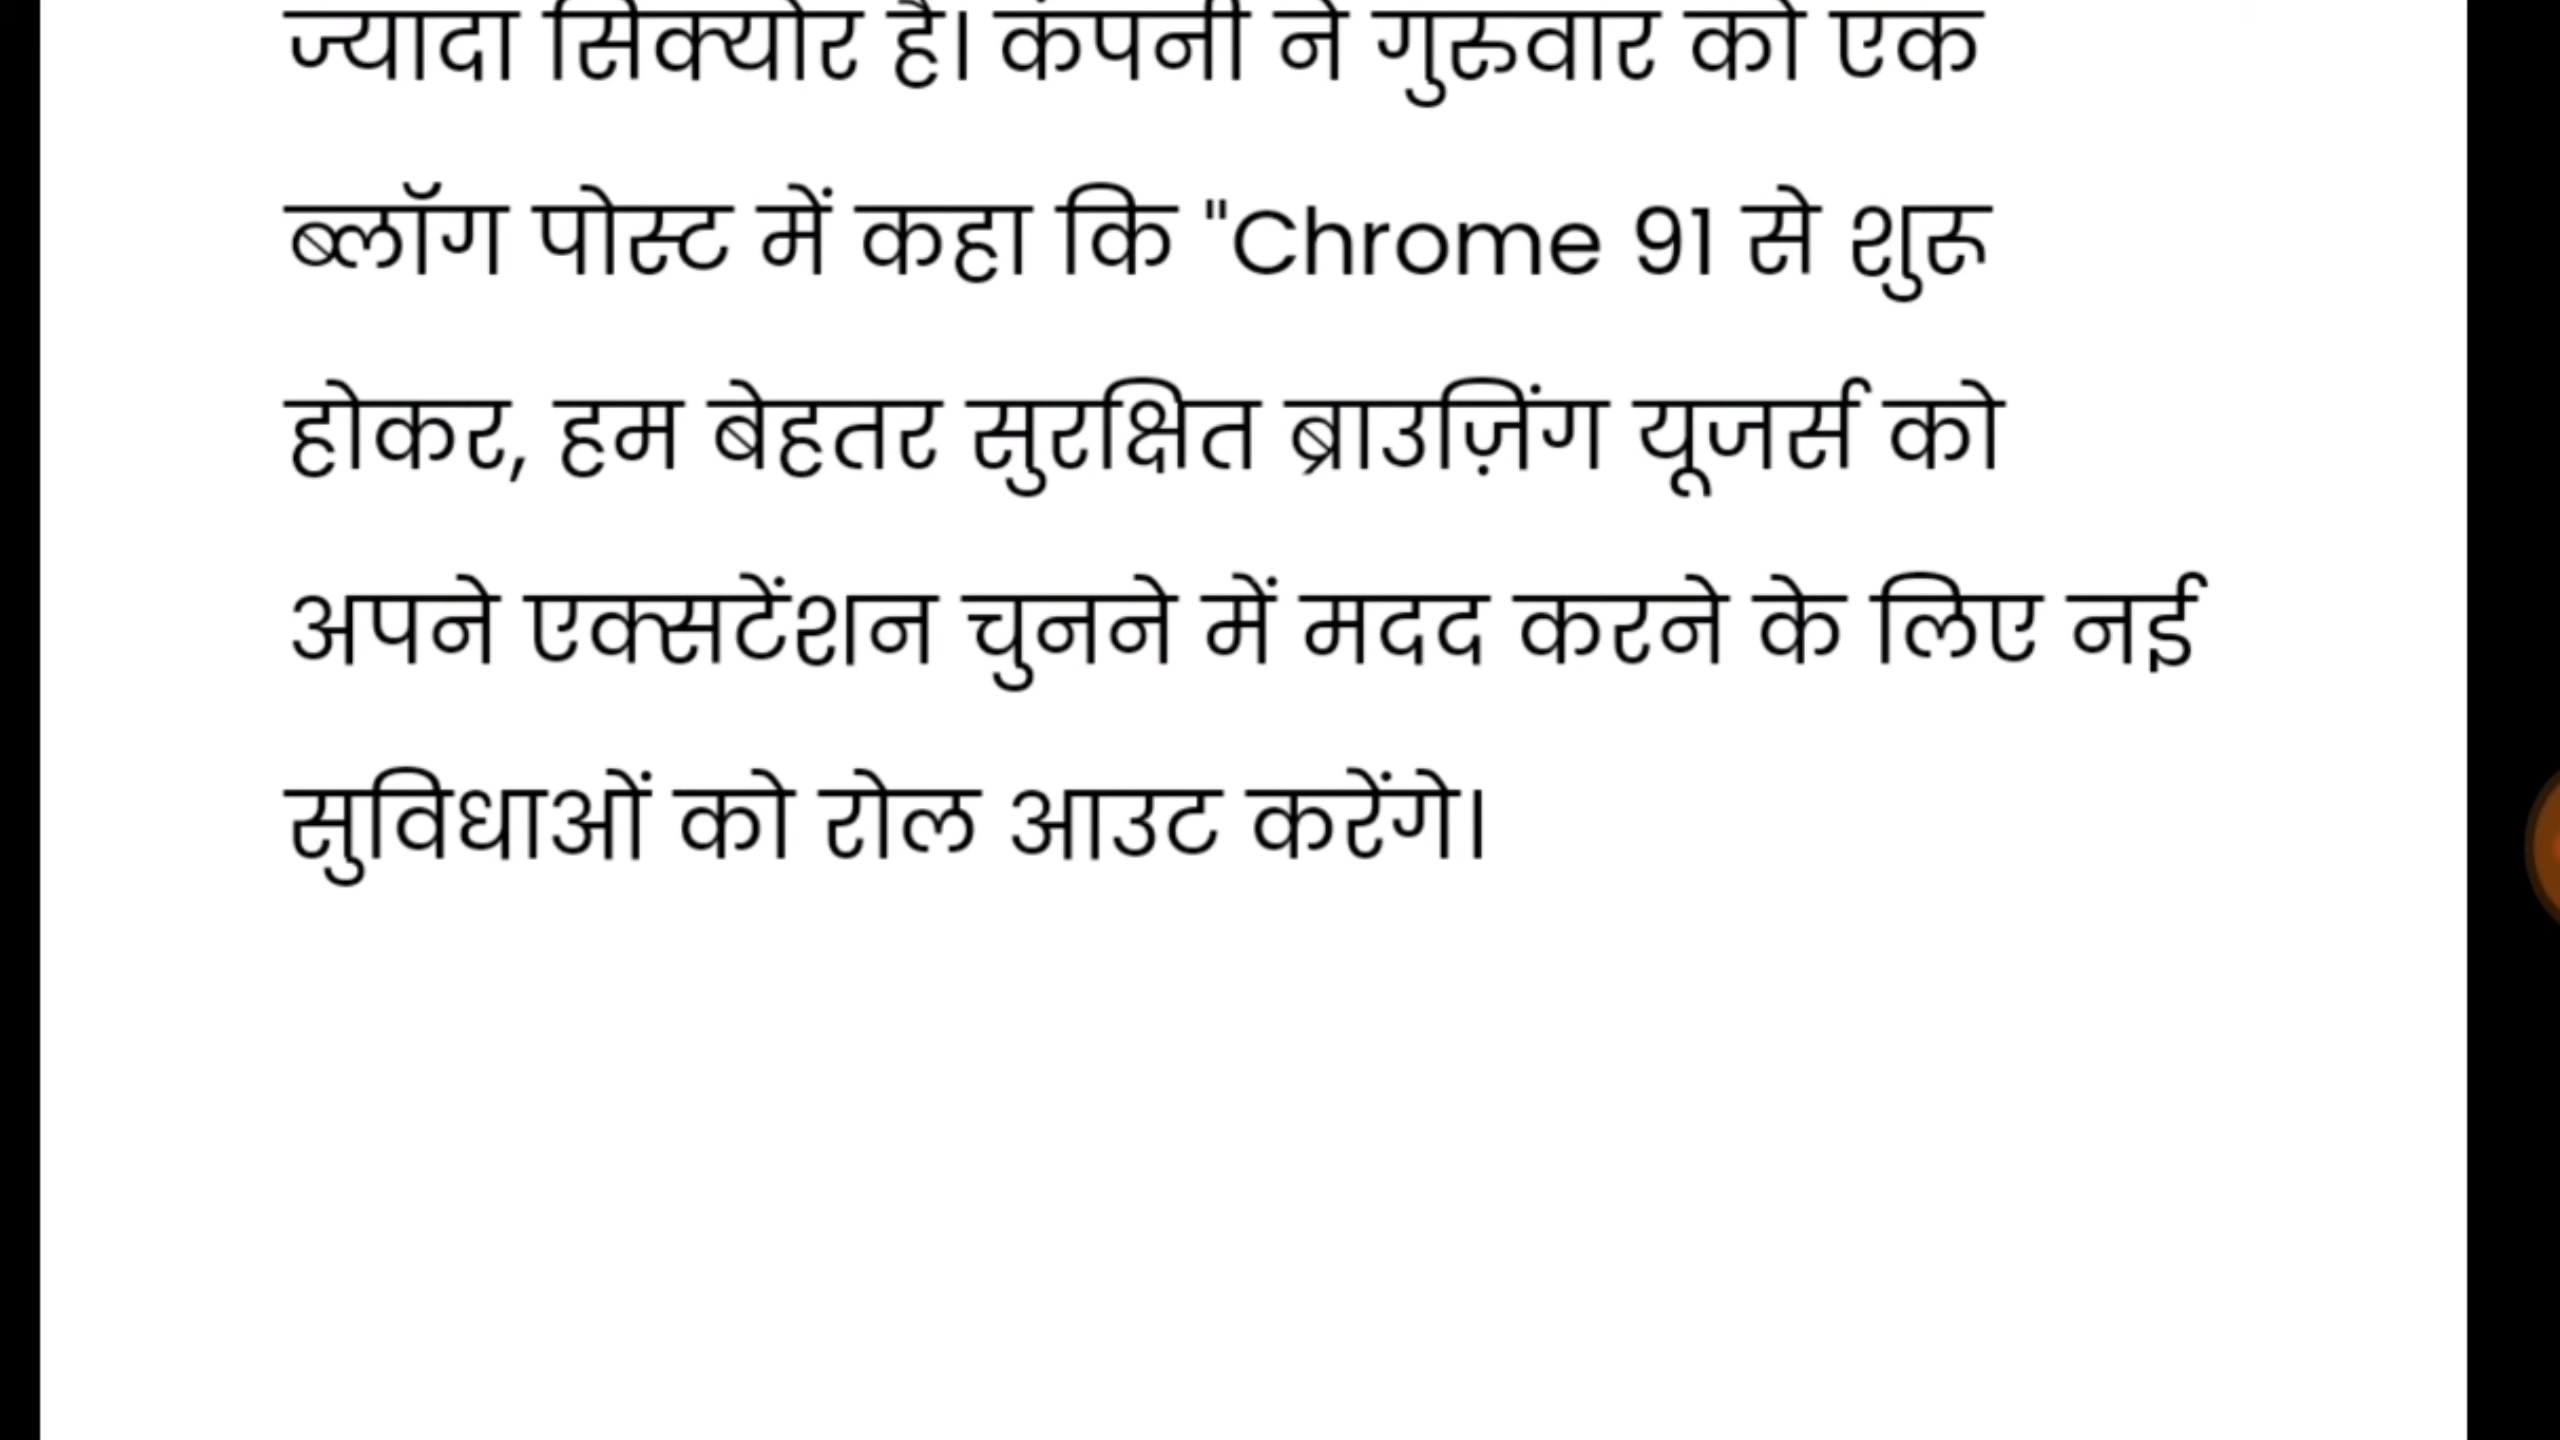 ज्यादा सिक्योर है। कंपनी ने गुरुवार को एक
ब्लॉग पोस्ट में कहा कि "Chrome 91 से शुरू
होकर, हम बेहतर सुरक्षित ब्राउज़िंग यूजर्स को
अपने एक्सटेंशन चुनने में मदद करने के लिए नई
सुविधाओं को रोल आउट करेंगे।